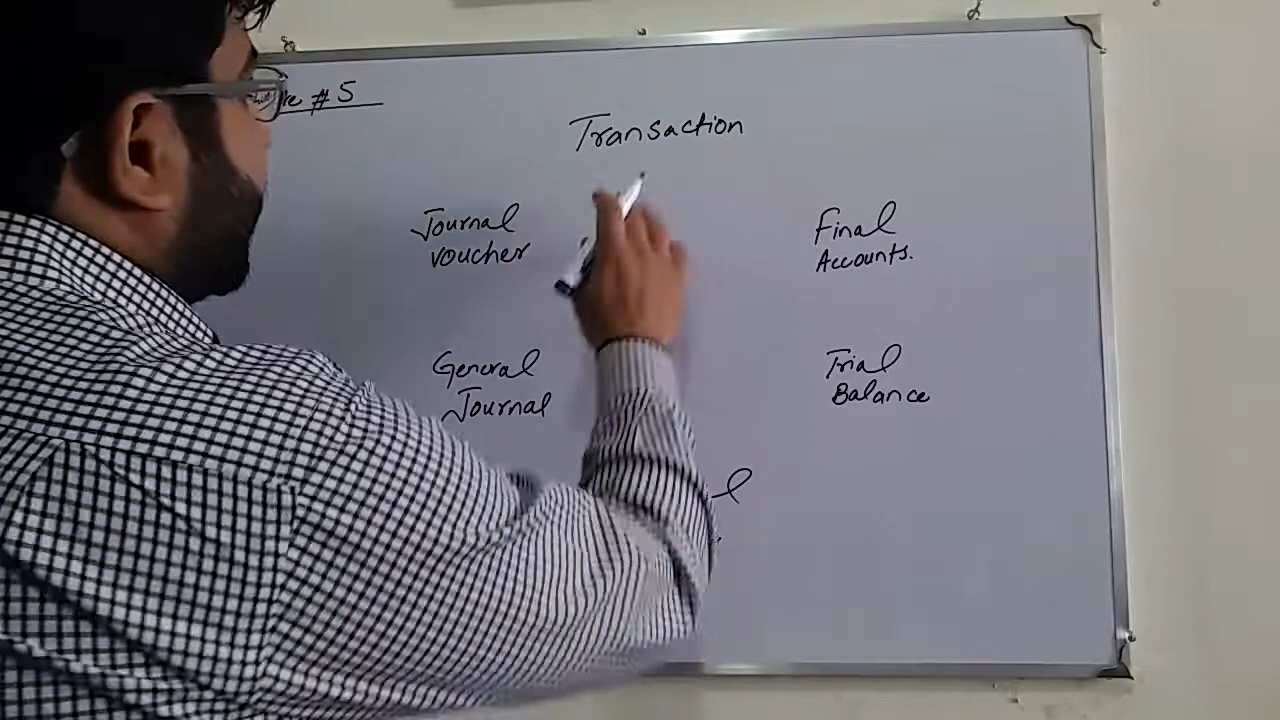 # 5
Transaction
Journal
voucher
Final
Accounts.
General
Journal
Trial
Balance